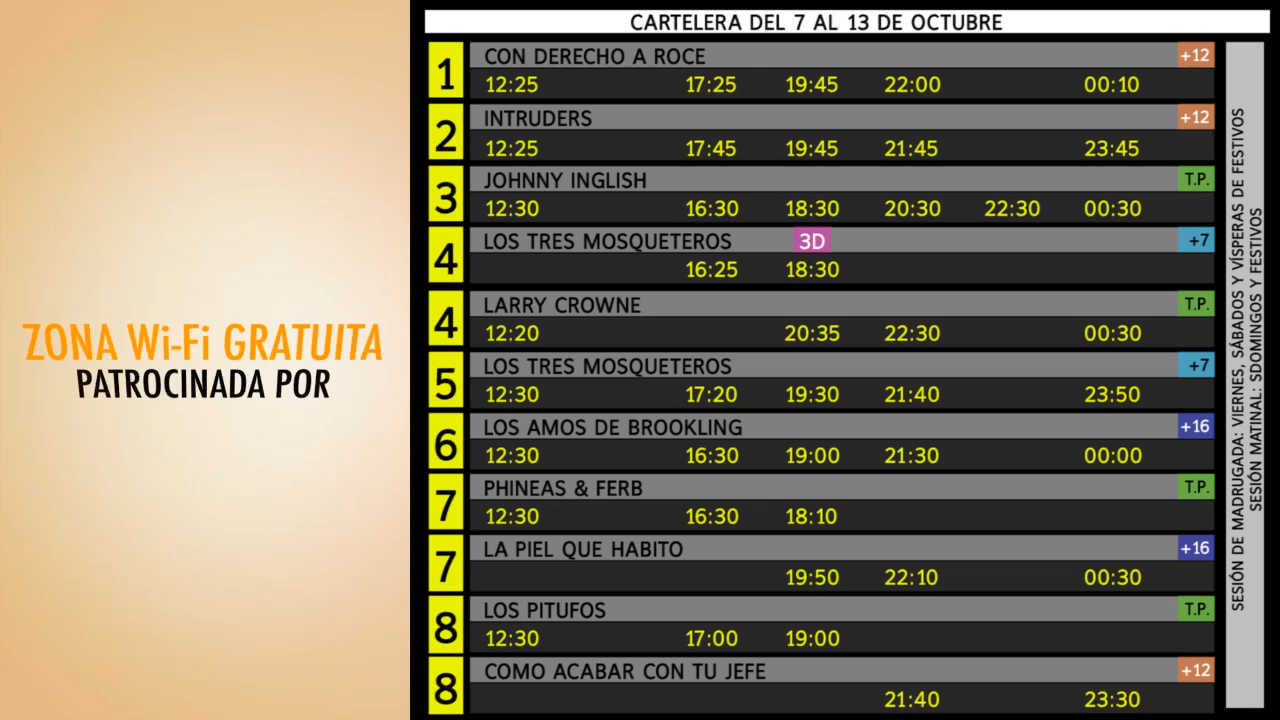 ZONA Wi-Fi GRATUITA
PATROCINADA POR
CARTELERA DEL 7 AL 13 DE OCTUBRE
1
CON DERECHO A ROCE +12
12:25 17:25 19:45 22:00 00:10
2
INTRUDERS +12
12:25 17:45 19:45 21:45 23:45
3
JOHNNY INGLISH T.P.
12:30 16:30 18:30 20:30 22:30 00:30
4
LOS TRES MOSQUETEROS 3D +7
16:25 18:30
4
LARRY CROWNE T.P.
12:20 20:35 22:30 00:30
5
LOS TRES MOSQUETEROS +7
12:30 17:20 19:30 21:40 23:50
6
LOS AMOS DE BROOKLING +16
12:30 16:30 19:00 21:30 00:00
7
PHINEAS & FERB T.P.
12:30 16:30 18:10
7
LA PIEL QUE HABITO +16
19:50 22:10 00:30
8
LOS PITUFOS T.P.
12:30 17:00 19:00
8
COMO ACABAR CON TU JEFE +12
21:40 23:30
SESIÓN DE MADRUGADA: VIERNES, SÁBADOS Y VÍSPERAS DE FESTIVOS
SESIÓN MATINAL: SDOMINGOS Y FESTIVOS